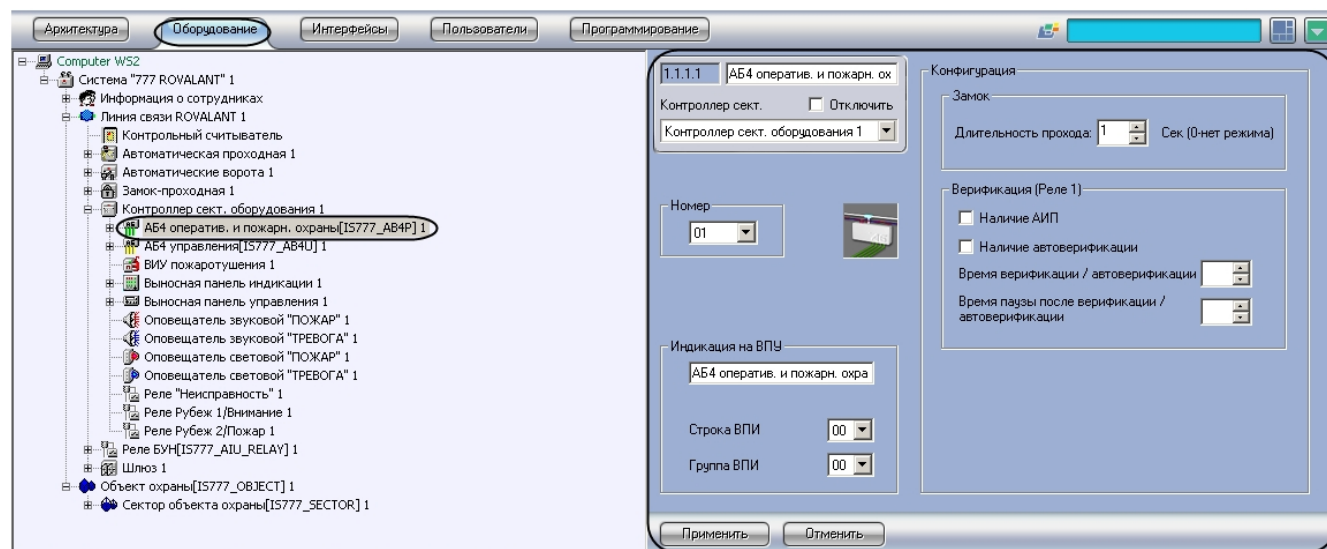 Архитектура Оборудование Интерфейсы Пользователи Программирование
Computer WS2
Система "777 ROVALANT" 1
Информация о сотрудниках
Линия связи ROVALANT 1
Контрольный считыватель
Автоматическая проходная 1
Автоматические ворота 1
Замок-проходная 1
Контроллер сект. оборудования 1
АБ4 оператив. и пожарн. охраны[IS777_AB4P] 1
АБ4 управления[IS777_AB4U] 1
ВИУ пожаротушения 1
Выносная панель индикации 1
Выносная панель управления 1
Оповещатель звуковой "ПОЖАР" 1
Оповещатель звуковой "ТРЕВОГА" 1
Оповещатель световой "ПОЖАР" 1
Оповещатель световой "ТРЕВОГА" 1
Реле "Неисправность" 1
Реле Рубеж 1/Внимание 1
Реле Рубеж 2/Пожар 1
Реле БУН[IS777_AIU_RELAY] 1
Шлюз 1
Объект охраны[IS777_OBJECT] 1
Сектор объекта охраны[IS777_SECTOR] 1
1.1.1.1 АБ4 оператив. и пожарн. ох
Контроллер сект. Отключить
Контроллер сект. оборудования 1
Номер
01
Индикация на ВПУ
АБ4 оператив. и пожарн. охра
Строка ВПИ 00
Группа ВПИ 00
Конфигурация
Замок
Длительность прохода: 1 Сек (0-нет режима)
Верификация (Реле 1)
Наличие АИП
Наличие автоверификации
Время верификации / автоверификации
Время паузы после верификации /
автоверификации
Применить Отменить